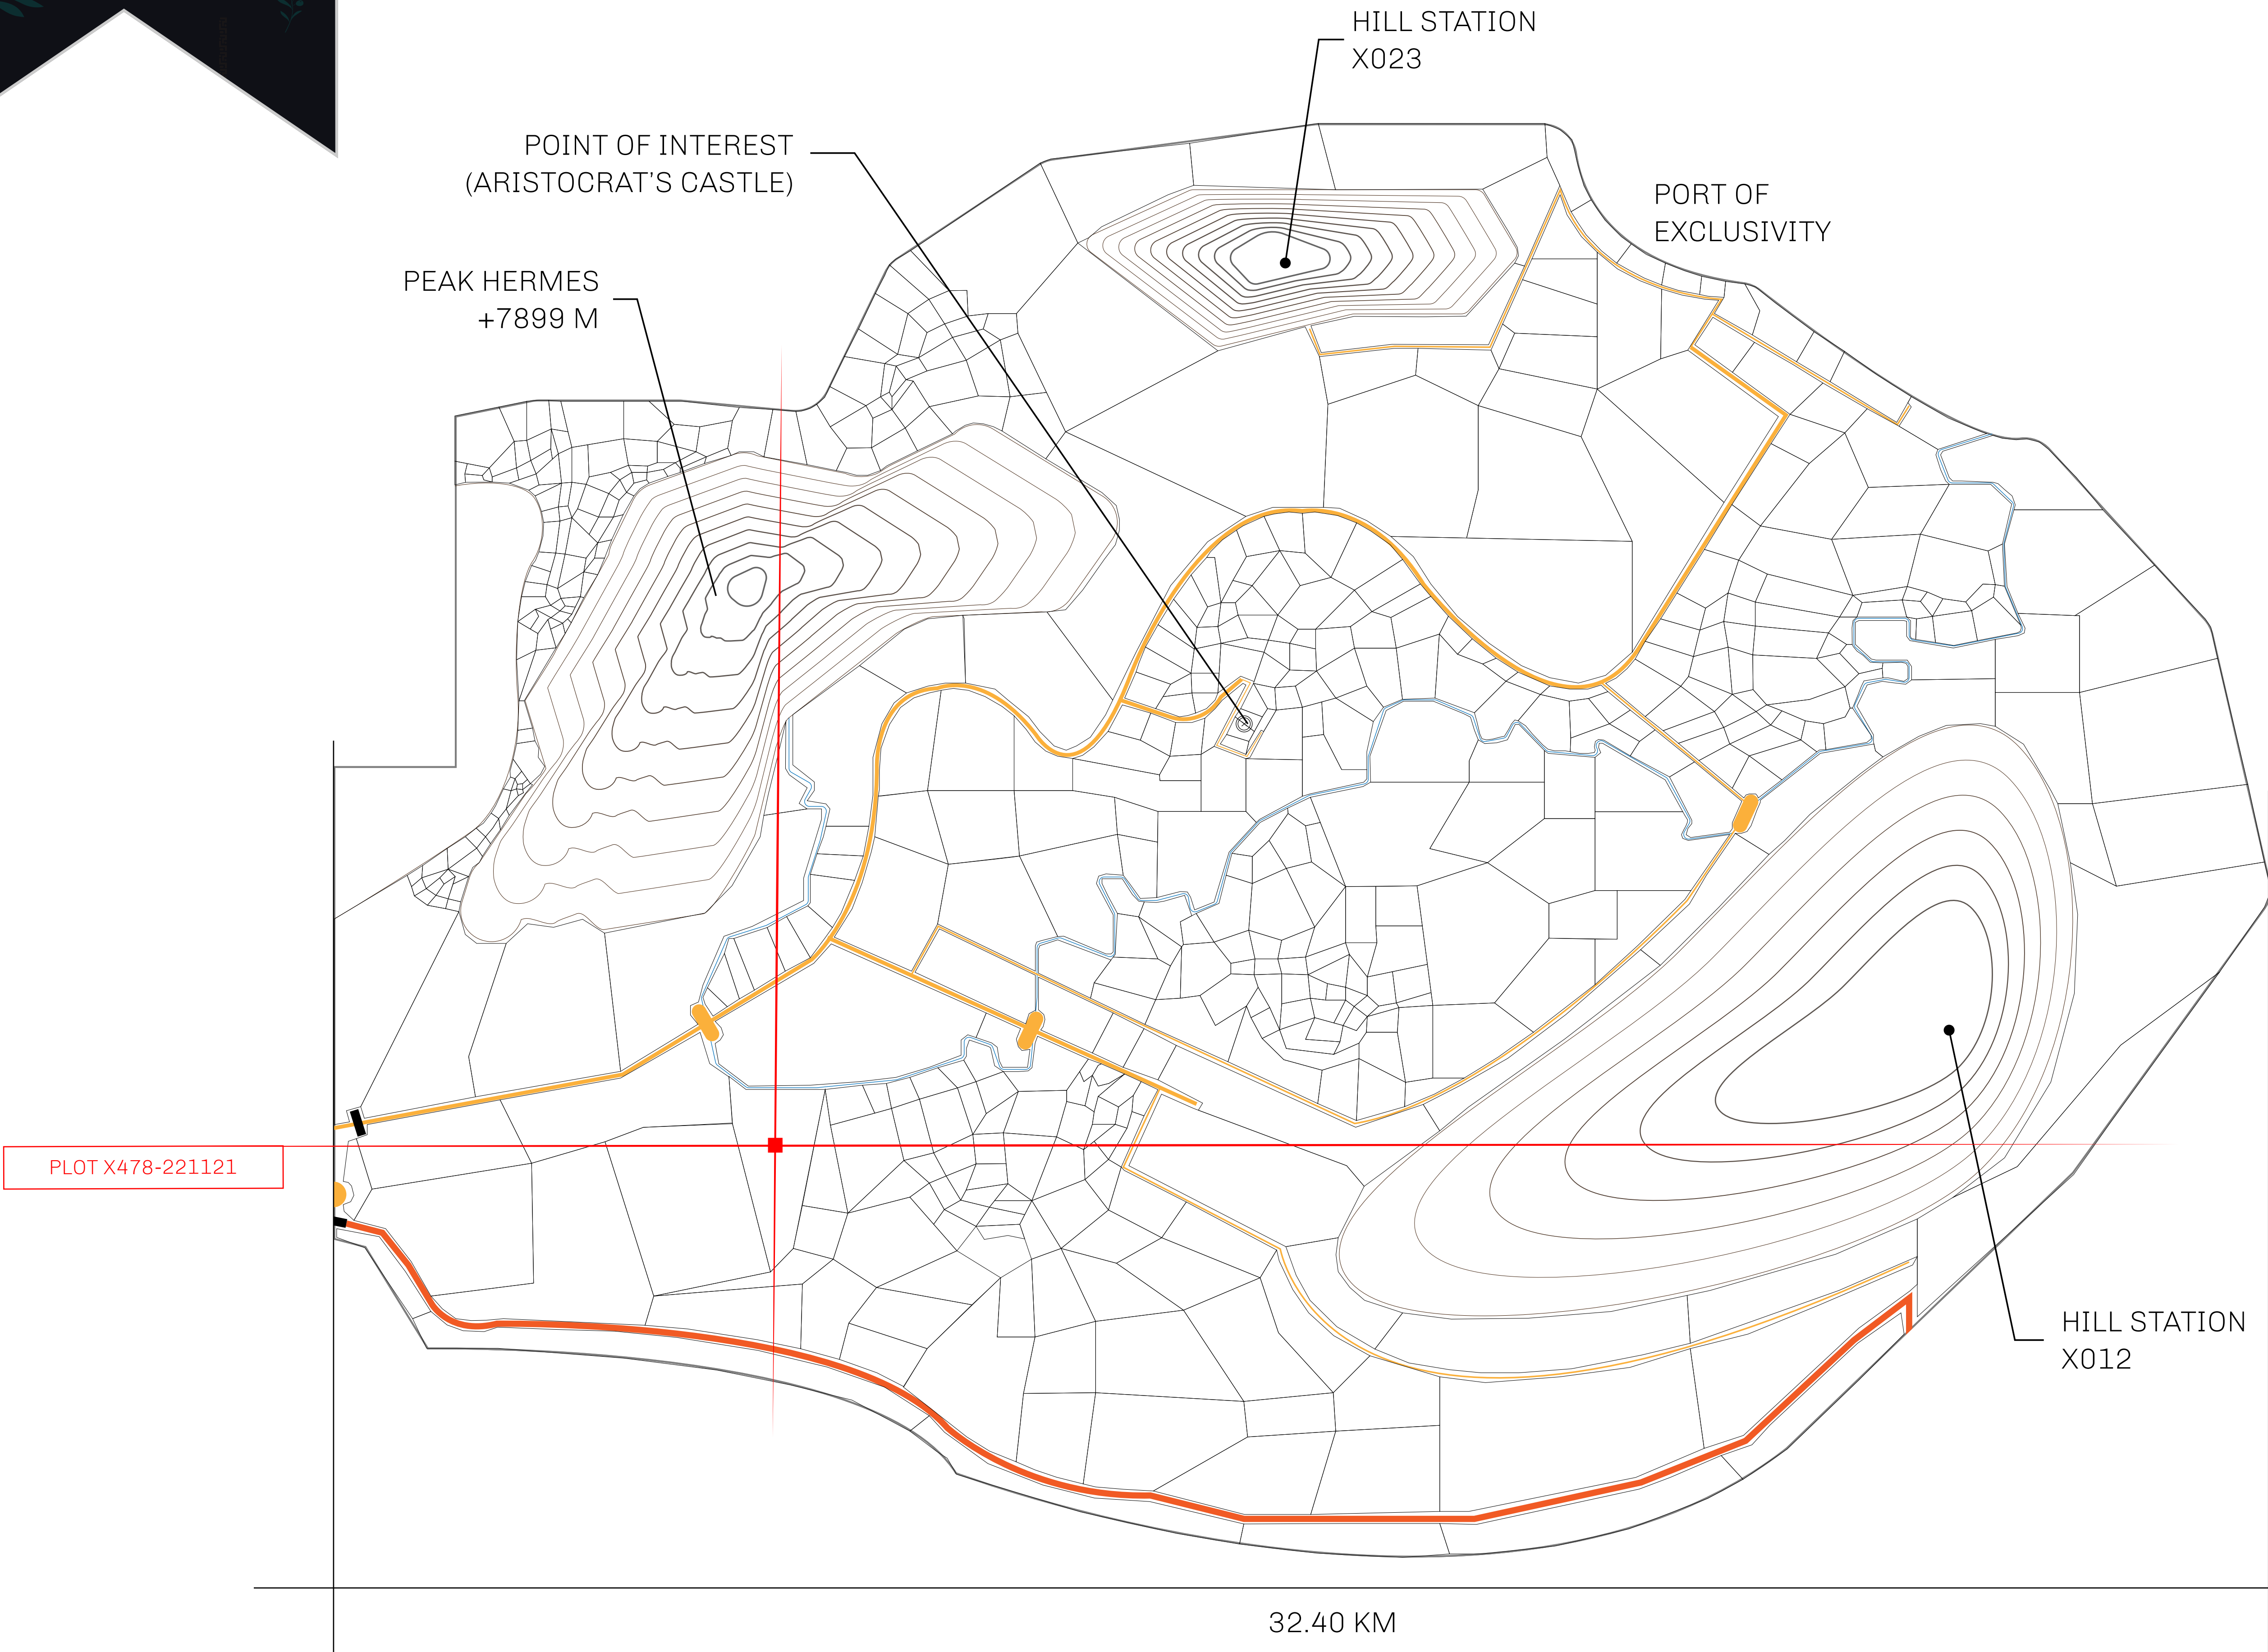 HILL STATION
X023
POINT OF INTEREST
(ARISTOCRAT'S CASTLE)
PORT OF
EXCLUSIVITY
PEAK HERMES
+7899 M
PLOT X478-221121
HILL STATION
X012
32.40 KM